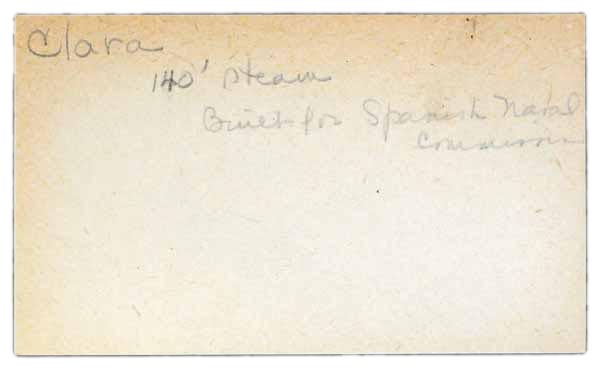 Clara
140' steam
Built for Spanish Naval
Commission